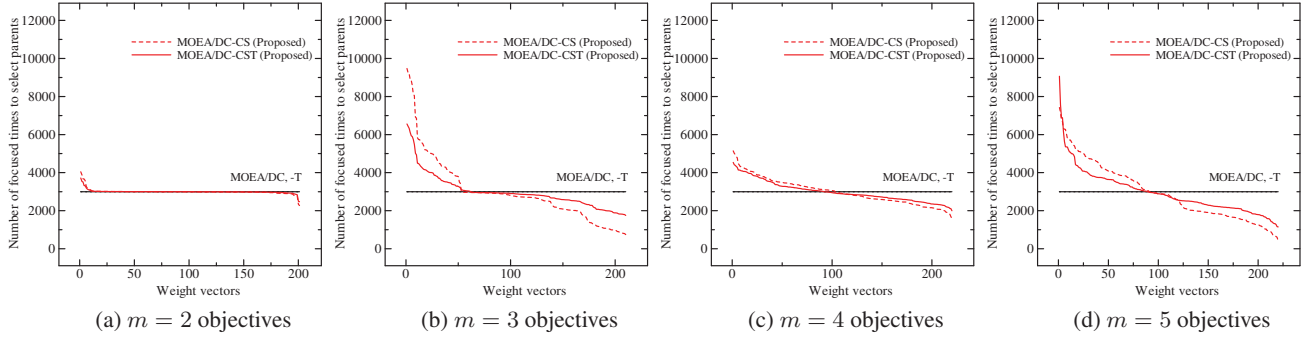 12000
10000
8000
6000
4000
2000
0
Number of focused times to select parents
MOEA/DC-CS (Proposed)
MOEA/DC-CST (Proposed)
MOEA/DC, -T
0 50 100 150 200
Weight vectors
(a) m = 2 objectives
12000
10000
8000
6000
4000
2000
0
Number of focused times to select parents
MOEA/DC-CS (Proposed)
MOEA/DC-CST (Proposed)
MOEA/DC, -T
0 100 200
Weight vectors
(b) m = 3 objectives
12000
10000
8000
6000
4000
2000
0
Number of focused times to select parents
MOEA/DC-CS (Proposed)
MOEA/DC-CST (Proposed)
MOEA/DC, -T
0 100 200
Weight vectors
(c) m = 4 objectives
12000
10000
8000
6000
4000
2000
0
Number of focused times to select parents
MOEA/DC-CS (Proposed)
MOEA/DC-CST (Proposed)
MOEA/DC, -T
0 50 100 150 200
Weight vectors
(d) m = 5 objectives